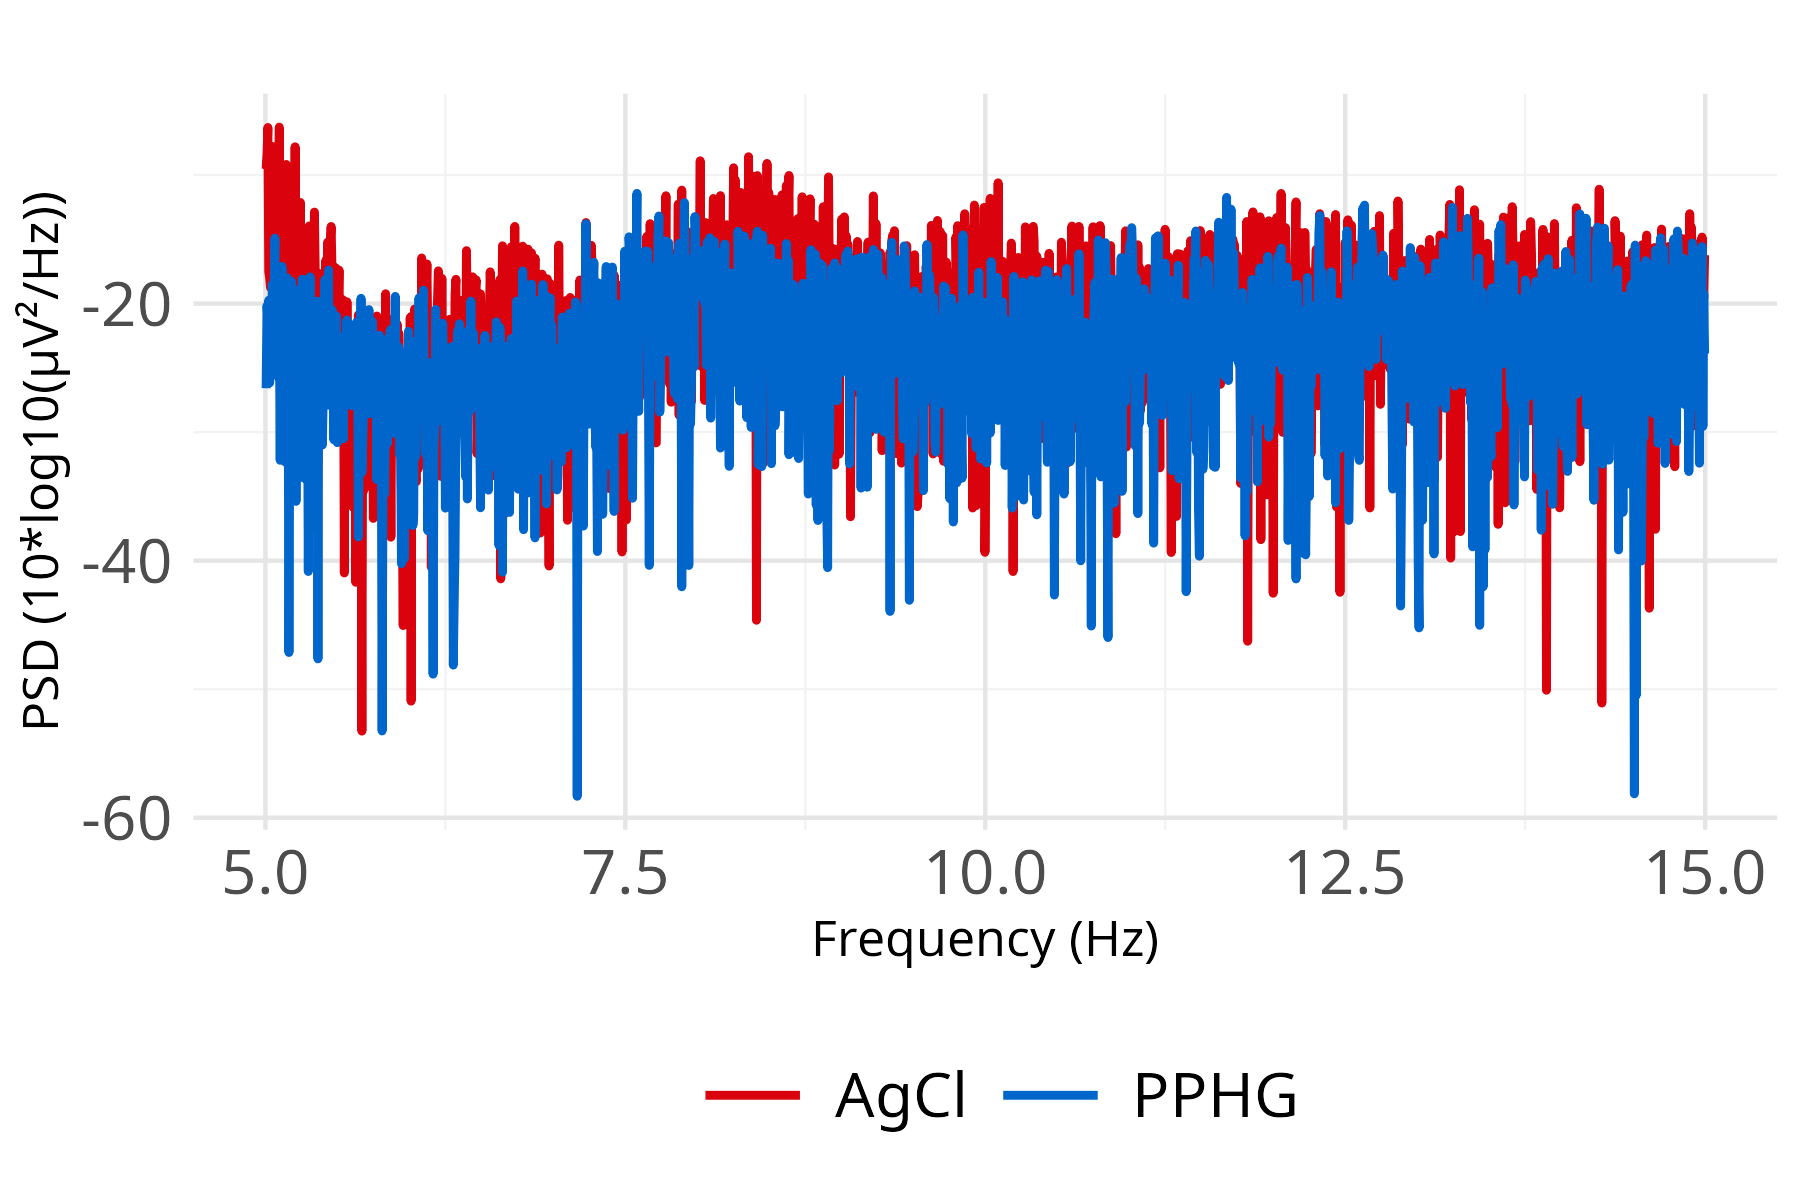 PSD (10*log10(µV²/Hz))
-20
-40
-60
5.0 7.5 10.0 12.5 15.0
Frequency (Hz)
AgCl PPHG